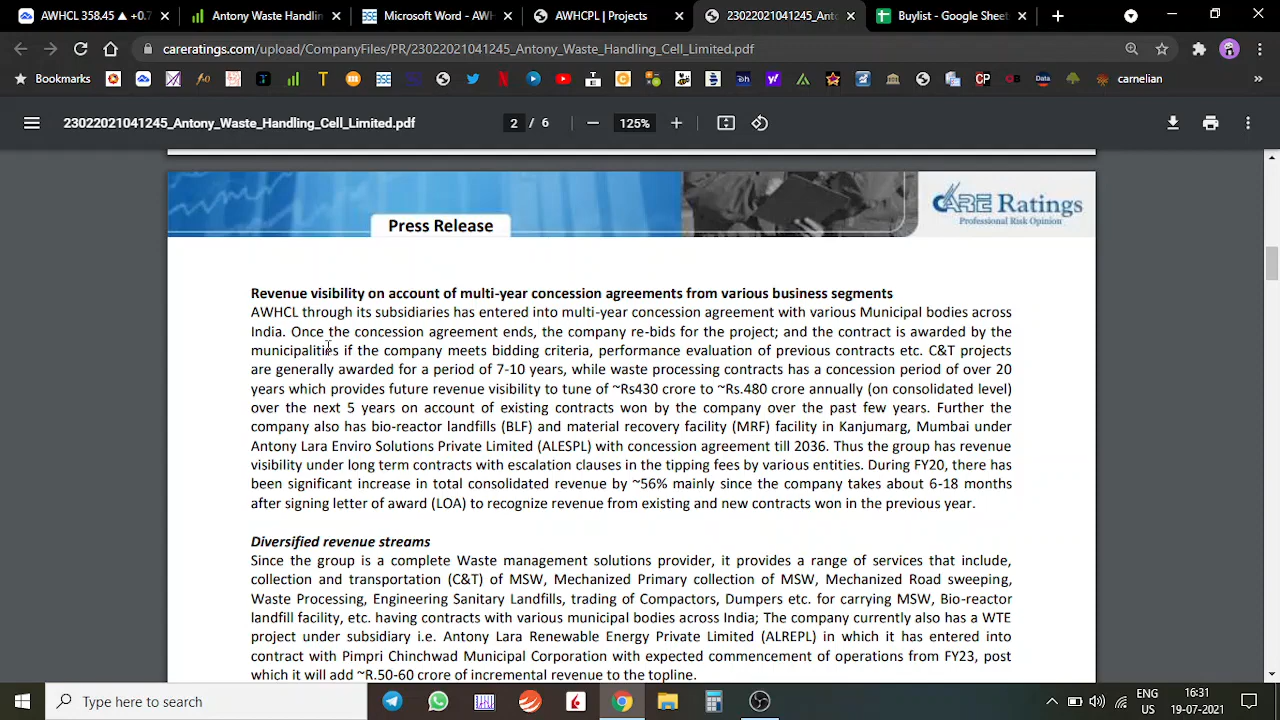 AWHCL 358.45 ▲ +0.7
Antony Waste Handlin
Microsoft Word - AWH
AWHCPL | Projects
23022021041245_Anto
Buylist - Google Sheet
careratings.com/upload/CompanyFiles/PR/23022021041245_Antony_Waste_Handling_Cell_Limited.pdf
Bookmarks
carnelian
23022021041245_Antony_Waste_Handling_Cell_Limited.pdf
2 / 6
125%
Press Release
CARE Ratings
Professional Risk Opinion
Revenue visibility on account of multi-year concession agreements from various business segments
AWHCL through its subsidiaries has entered into multi-year concession agreement with various Municipal bodies across
India. Once the concession agreement ends, the company re-bids for the project; and the contract is awarded by the
municipalities if the company meets bidding criteria, performance evaluation of previous contracts etc. C&T projects
are generally awarded for a period of 7-10 years, while waste processing contracts has a concession period of over 20
years which provides future revenue visibility to tune of ~Rs430 crore to ~Rs.480 crore annually (on consolidated level)
over the next 5 years on account of existing contracts won by the company over the past few years. Further the
company also has bio-reactor landfills (BLF) and material recovery facility (MRF) facility in Kanjumarg, Mumbai under
Antony Lara Enviro Solutions Private Limited (ALESPL) with concession agreement till 2036. Thus the group has revenue
visibility under long term contracts with escalation clauses in the tipping fees by various entities. During FY20, there has
been significant increase in total consolidated revenue by ~56% mainly since the company takes about 6-18 months
after signing letter of award (LOA) to recognize revenue from existing and new contracts won in the previous year.
Diversified revenue streams
Since the group is a complete Waste management solutions provider, it provides a range of services that include,
collection and transportation (C&T) of MSW, Mechanized Primary collection of MSW, Mechanized Road sweeping,
Waste Processing, Engineering Sanitary Landfills, trading of Compactors, Dumpers etc. for carrying MSW, Bio-reactor
landfill facility, etc. having contracts with various municipal bodies across India; The company currently also has a WTE
project under subsidiary i.e. Antony Lara Renewable Energy Private Limited (ALREPL) in which it has entered into
contract with Pimpri Chinchwad Municipal Corporation with expected commencement of operations from FY23, post
which it will add ~R.50-60 crore of incremental revenue to the topline.
Type here to search
ENG
US
16:31
19-07-2021